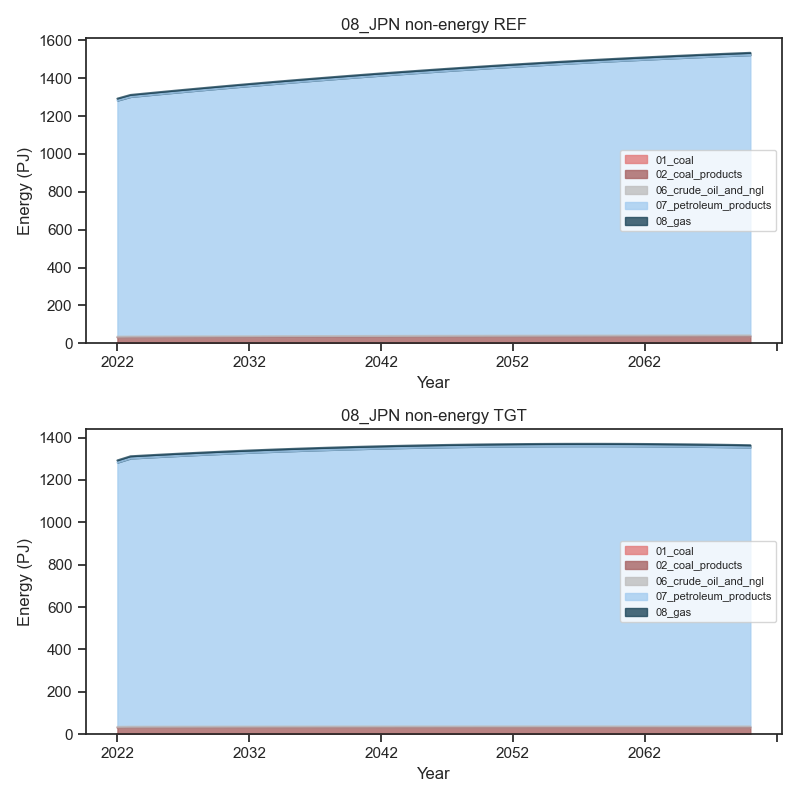 08_JPN non-energy REF
1600
1400
1200
1000
800
600
400
200
0
Energy (PJ)
01_coal
02_coal_products
06_crude_oil_and_ngl
07_petroleum_products
08_gas
2022 2032 2042 2052 2062
Year
08_JPN non-energy TGT
1400
1200
1000
800
600
400
200
0
Energy (PJ)
01_coal
02_coal_products
06_crude_oil_and_ngl
07_petroleum_products
08_gas
2022 2032 2042 2052 2062
Year